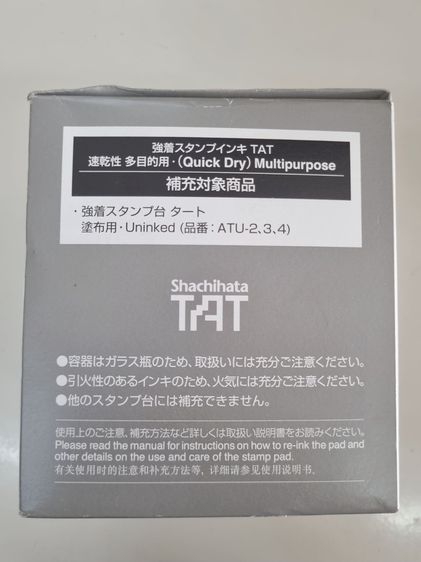 強着スタンプインキ TAT
速乾性 多目的用・(Quick Dry) Multipurpose
補充対象商品
・強着スタンプ台 タート
塗布用・Uninked (品番：ATU-2、3、4)
Shachihata
TAT
●容器はガラス瓶のため、取扱いには充分ご注意ください。
●引火性のあるインキのため、火気には充分ご注意ください。
●他のスタンプ台には補充できません。
使用上のご注意、補充方法など詳しくは取扱い説明書をお読みください。
Please read the manual for instructions on how to re-ink the pad and
other details on the use and care of the stamp pad.
有关使用时的注意和补充方法等，详细请参见使用说明书.